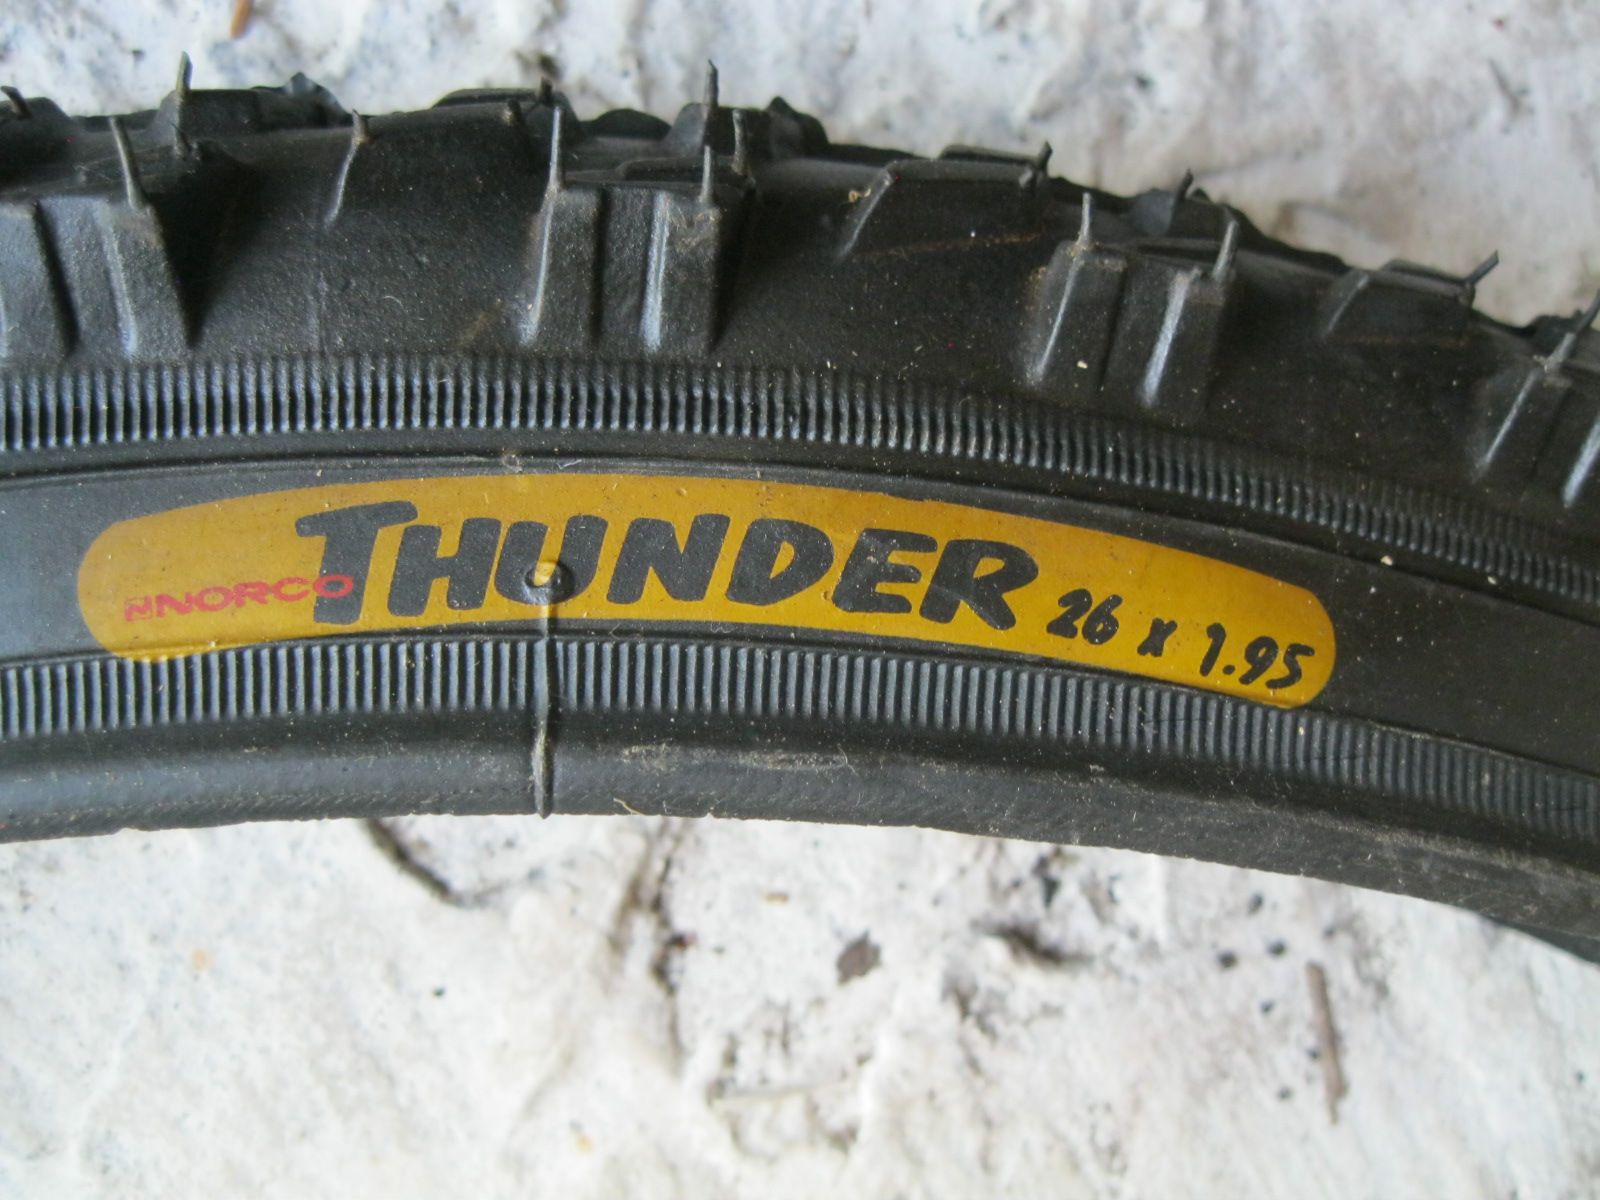 NORCO THUNDER 26 x 1.95